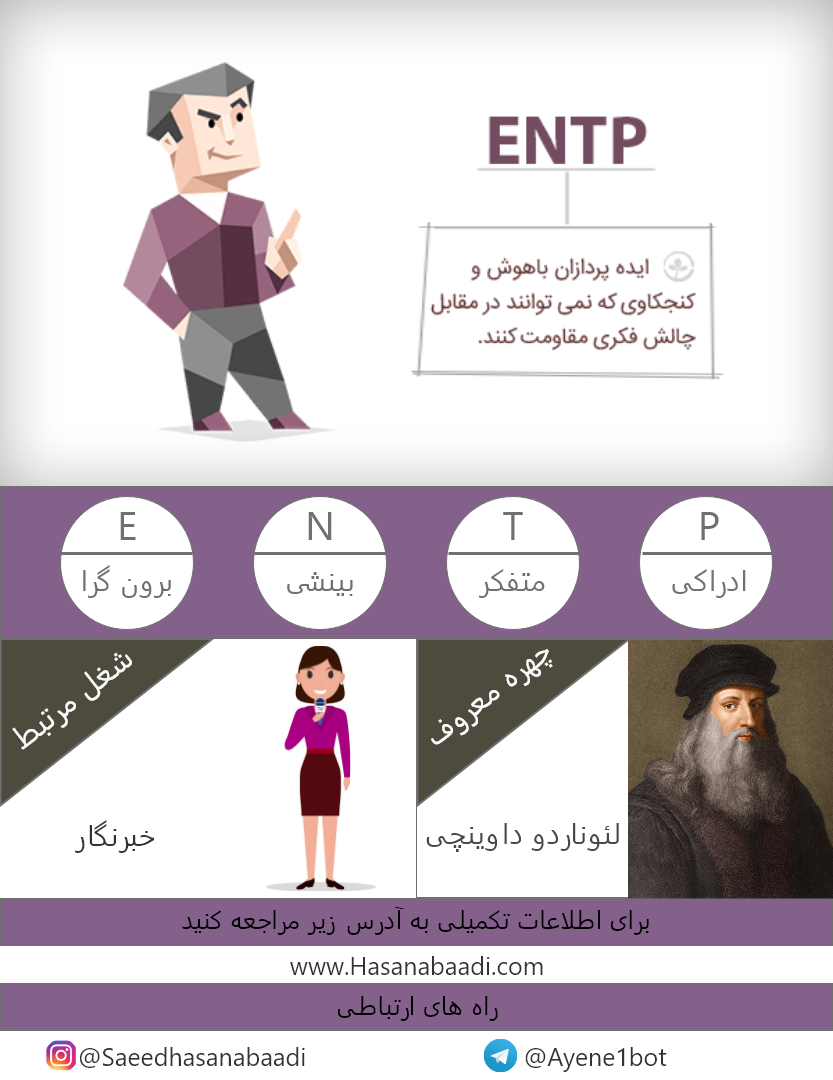 ENTP
ایده پردازان باهوش و
کنجکاوی که نمی توانند در مقابل
چالش فکری مقاومت کنند.
E
برون گرا
N
بینشی
T
متفکر
P
ادراکی
شغل مرتبط
خبرنگار
چهره معروف
لئوناردو داوینچی
برای اطلاعات تکمیلی به آدرس زیر مراجعه کنید
www.Hasanabaadi.com
راه های ارتباطی
@Saeedhasanabaadi
@Ayene1bot